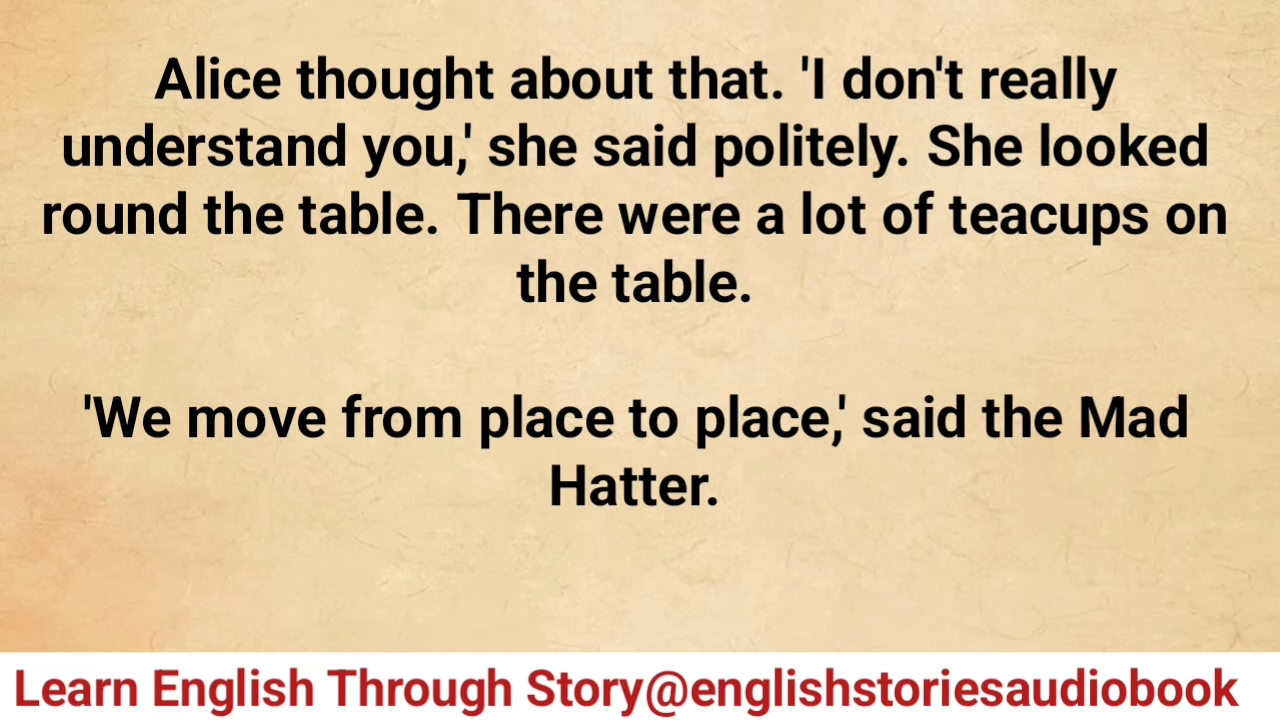 Alice thought about that. 'I don't really
understand you,' she said politely. She looked
round the table. There were a lot of teacups on
the table.
'We move from place to place,' said the Mad
Hatter.
Learn English Through Story@englishstoriesaudiobook